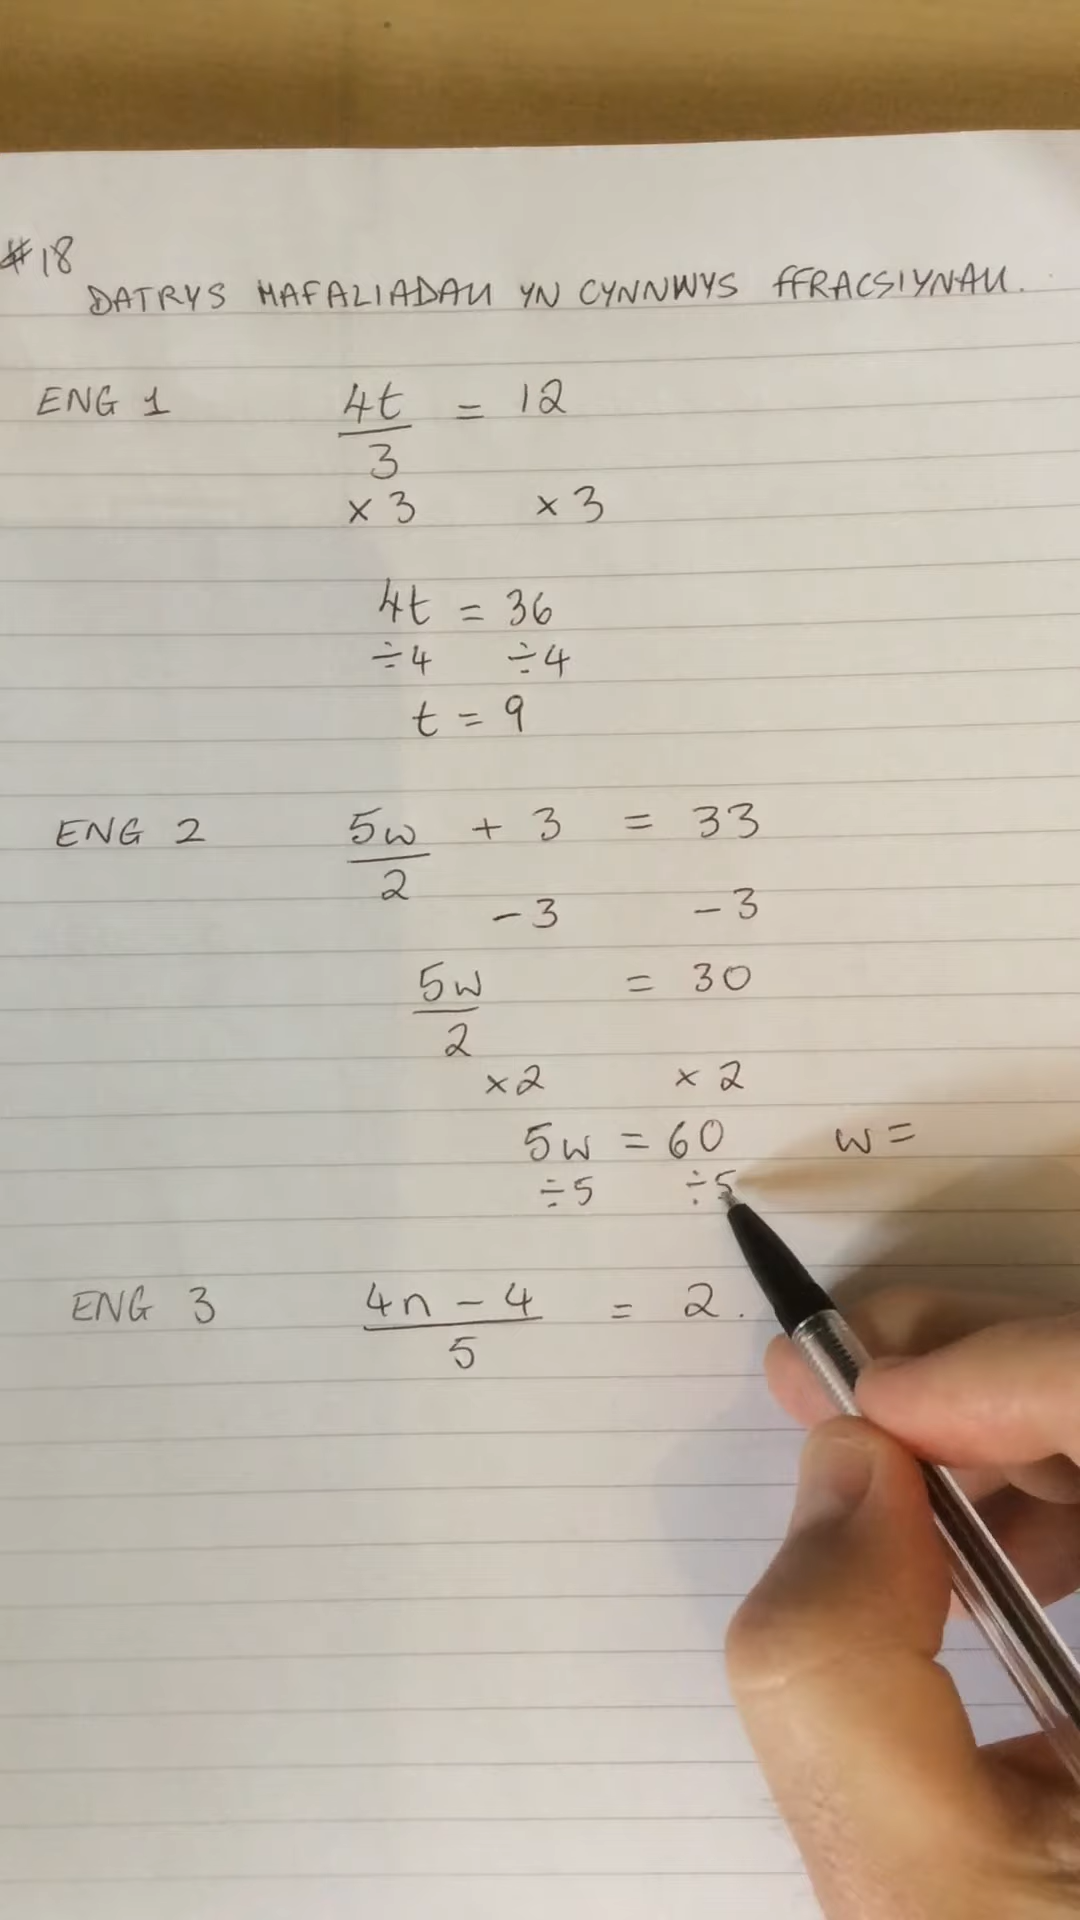 #18
DATRYS HAFALIADAU YN CYNNWYS FFRACSIYNAU.
ENG 1 4t = 12
3
× 3 × 3
4t = 36
÷4 ÷4
t = 9
ENG 2 5w + 3 = 33
2
- 3 - 3
5w = 30
2
×2 × 2
5w = 60 w =
÷5 ÷5
ENG 3 4n - 4 = 2.
5